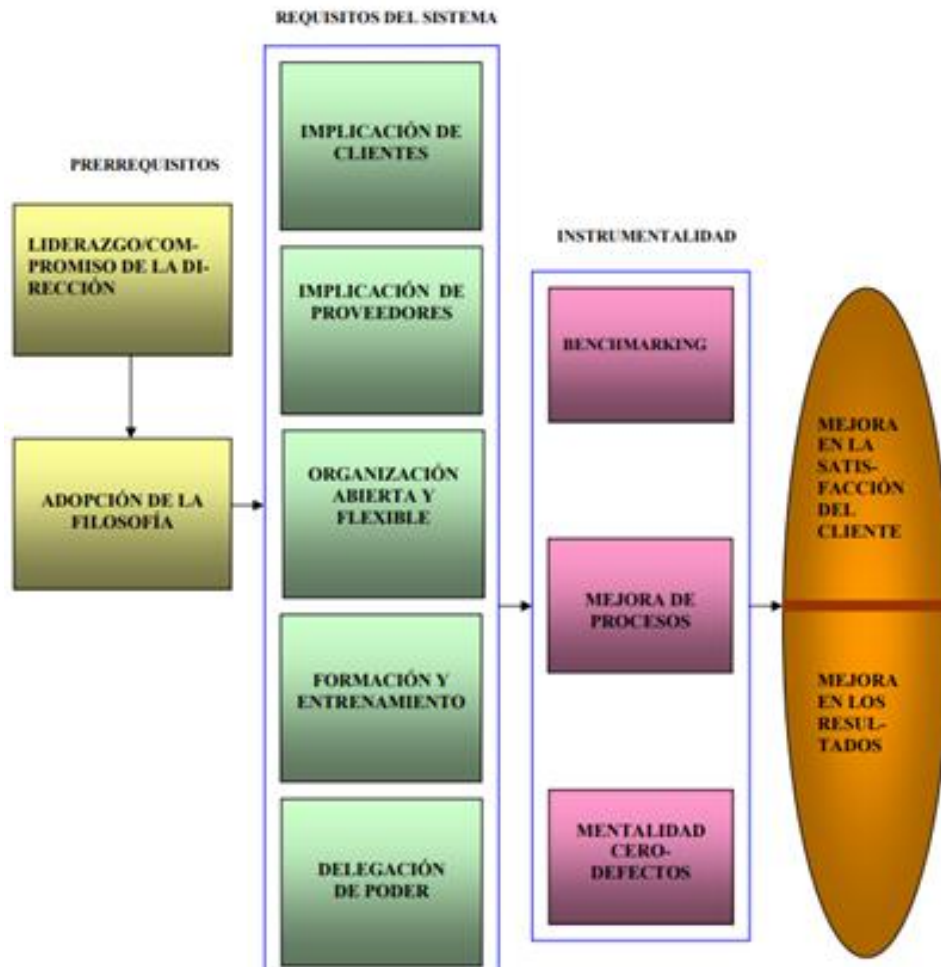 REQUISITOS DEL SISTEMA
PRERREQUISITOS
LIDERAZGO/COM-
PROMISO DE LA DI-
RECCIÓN
ADOPCIÓN DE LA
FILOSOFÍA
IMPLICACIÓN DE
CLIENTES
IMPLICACIÓN DE
PROVEEDORES
ORGANIZACIÓN
ABIERTA Y
FLEXIBLE
FORMACIÓN Y
ENTRENAMIENTO
DELEGACIÓN
DE PODER
INSTRUMENTALIDAD
BENCHMARKING
MEJORA DE
PROCESOS
MENTALIDAD
CERO-
DEFECTOS
MEJORA
EN LA
SATIS-
FACCIÓN
DEL
CLIENTE
MEJORA
EN LOS
RESUL-
TADOS